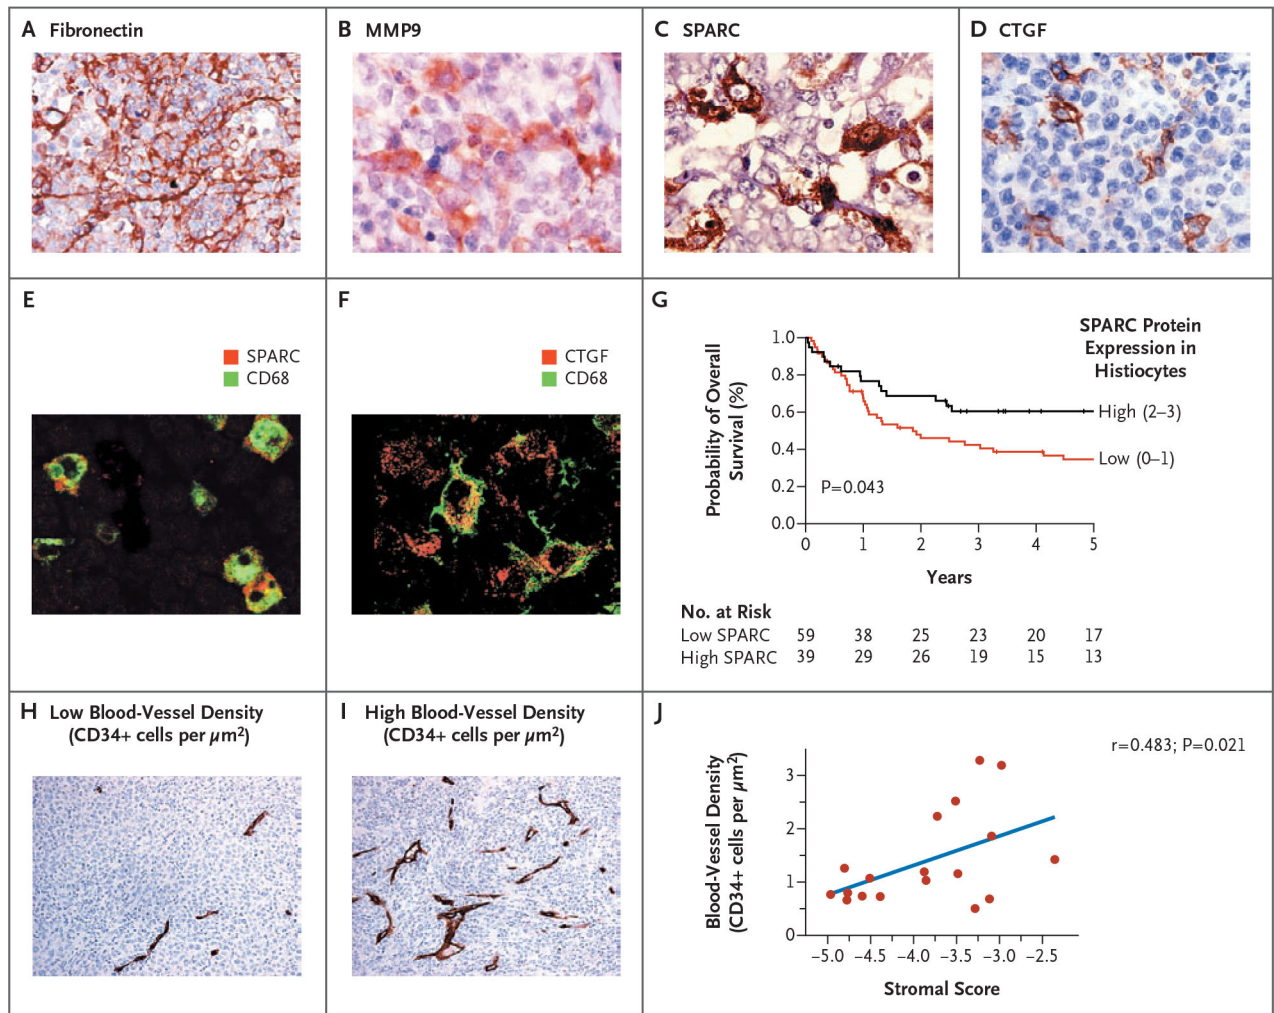 A Fibronectin
B MMP9
C SPARC
D CTGF
E
SPARC
CD68
F
CTGF
CD68
G
SPARC Protein
Expression in
Histiocytes
Probability of Overall
Survival (%)
1.0
0.8
0.6
0.4
0.2
0.0
High (2–3)
Low (0–1)
P=0.043
0 1 2 3 4 5
Years
No. at Risk
Low SPARC 59 38 25 23 20 17
High SPARC 39 29 26 19 15 13
H Low Blood-Vessel Density
(CD34+ cells per µm²)
I High Blood-Vessel Density
(CD34+ cells per µm²)
J
r=0.483; P=0.021
Blood-Vessel Density
(CD34+ cells per µm²)
3
2
1
0
–5.0 –4.5 –4.0 –3.5 –3.0 –2.5
Stromal Score